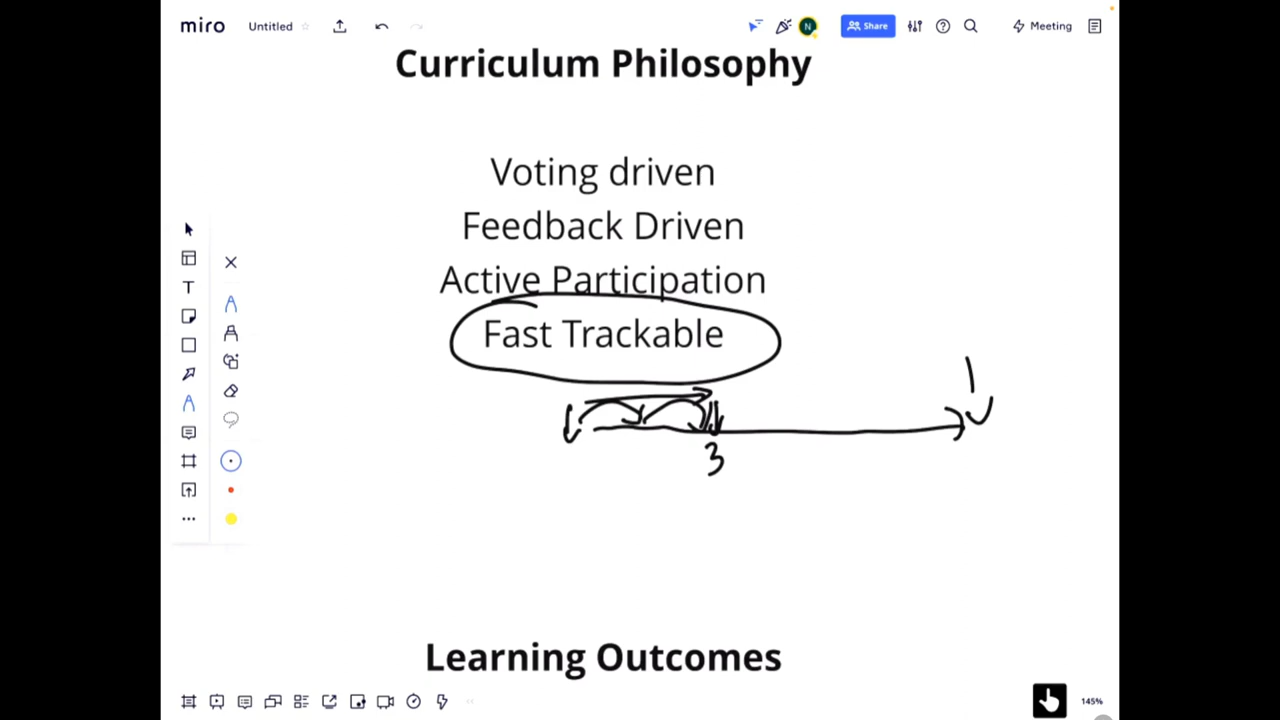 miro Untitled Share Meeting
Curriculum Philosophy
Voting driven
Feedback Driven
Active Participation
Fast Trackable
3
Learning Outcomes
145%